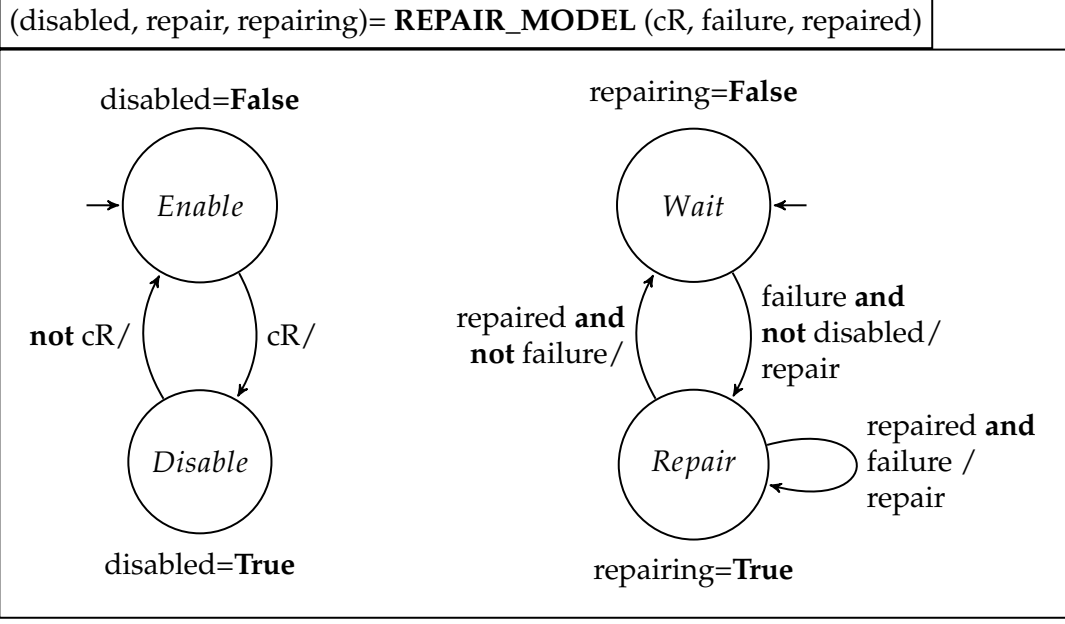 (disabled, repair, repairing)= REPAIR_MODEL (cR, failure, repaired)
disabled=False
Enable
not cR/
cR/
Disable
disabled=True
repairing=False
Wait
repaired and
not failure/
failure and
not disabled/
repair
Repair
repaired and
failure /
repair
repairing=True